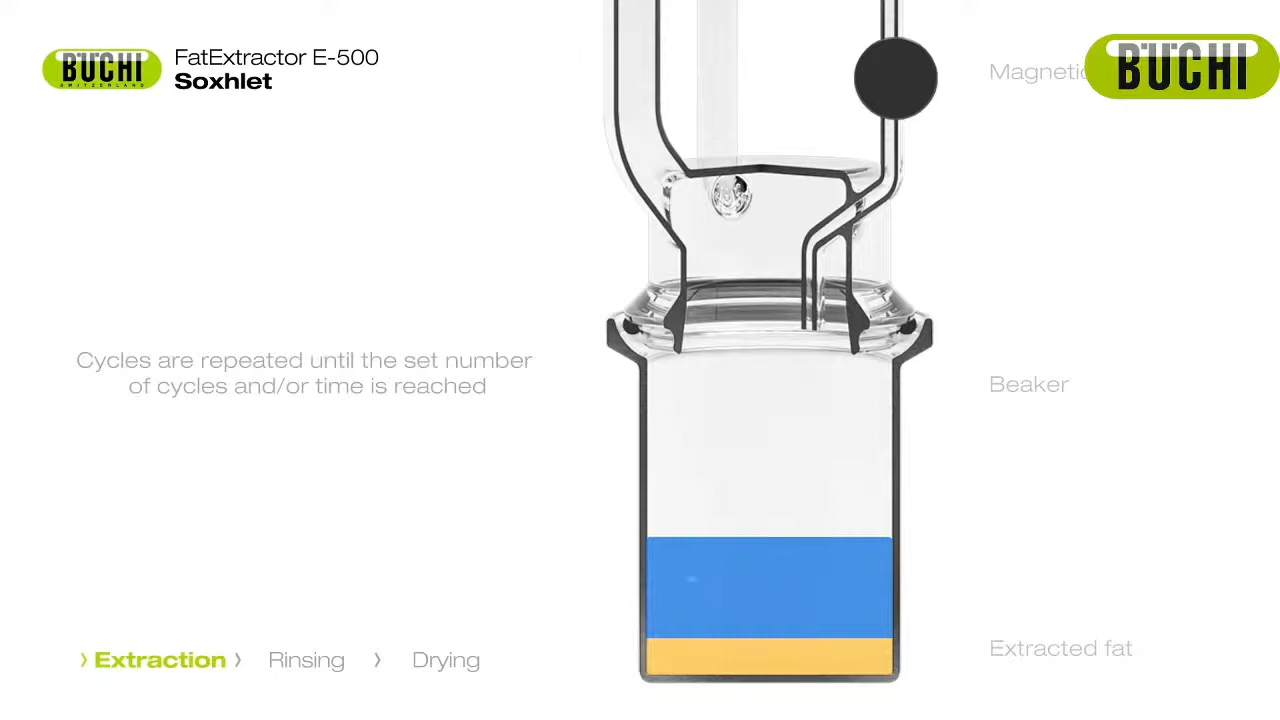 BUCHI
SWITZERLAND
FatExtractor E-500
Soxhlet
Magnetic
BUCHI
Cycles are repeated until the set number
of cycles and/or time is reached
Beaker
Extracted fat
› Extraction › Rinsing › Drying